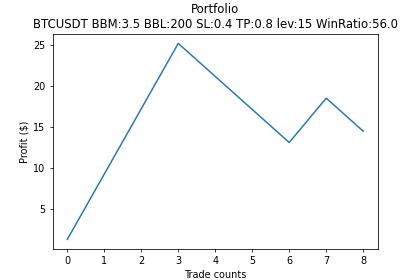 Portfolio
BTCUSDT BBM:3.5 BBL:200 SL:0.4 TP:0.8 lev:15 WinRatio:56.0
25
20
15
10
5
Profit ($)
0 1 2 3 4 5 6 7 8
Trade counts